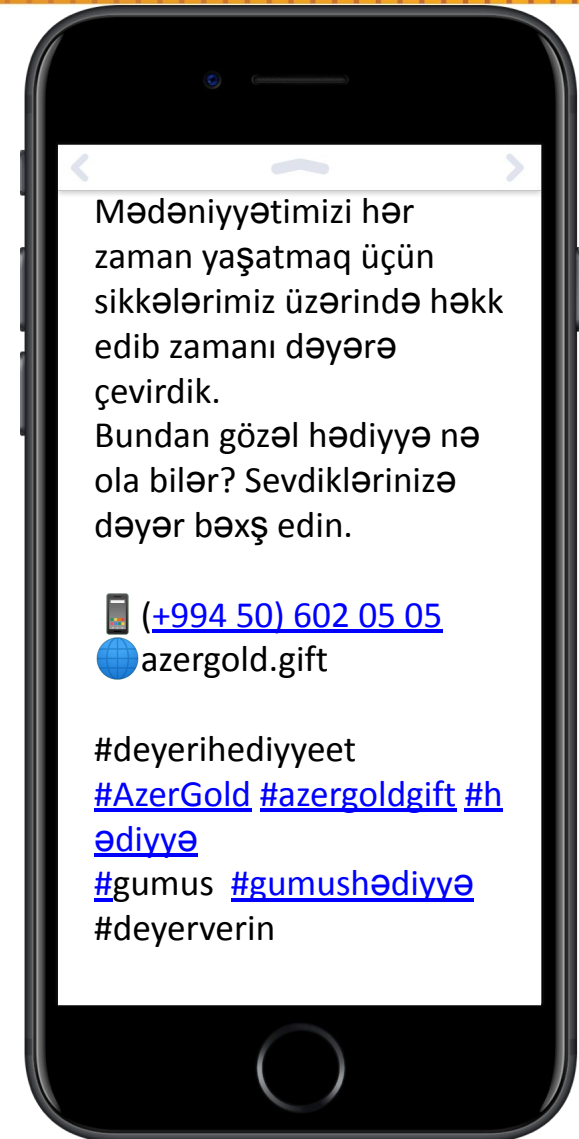 Mədəniyyətimizi hər
zaman yaşatmaq üçün
sikkələrimiz üzərində həkk
edib zamanı dəyərə
çevirdik.
Bundan gözəl hədiyyə nə
ola bilər? Sevdiklərinizə
dəyər bəxş edin.
(+994 50) 602 05 05
azergold.gift
#deyerihediyyeet
#AzerGold #azergoldgift #h
ədiyyə
#gumus #gumushədiyyə
#deyerverin